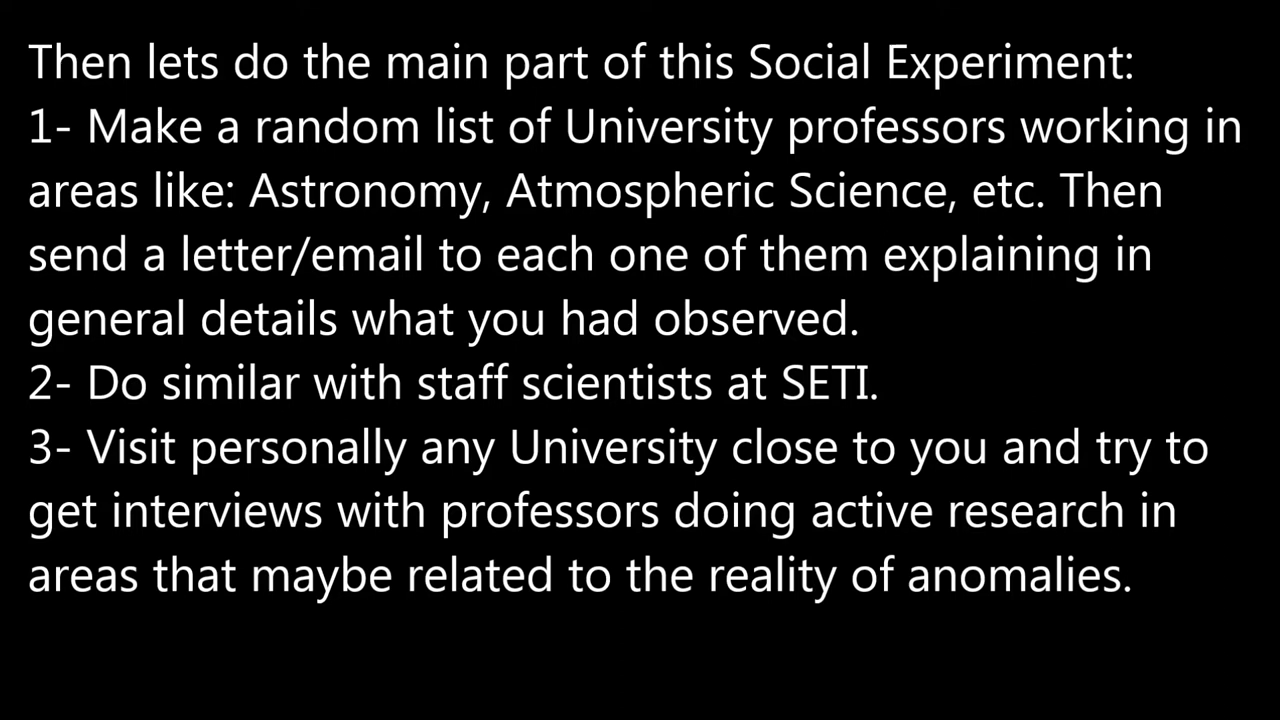 Then lets do the main part of this Social Experiment:
1- Make a random list of University professors working in
areas like: Astronomy, Atmospheric Science, etc. Then
send a letter/email to each one of them explaining in
general details what you had observed.
2- Do similar with staff scientists at SETI.
3- Visit personally any University close to you and try to
get interviews with professors doing active research in
areas that maybe related to the reality of anomalies.